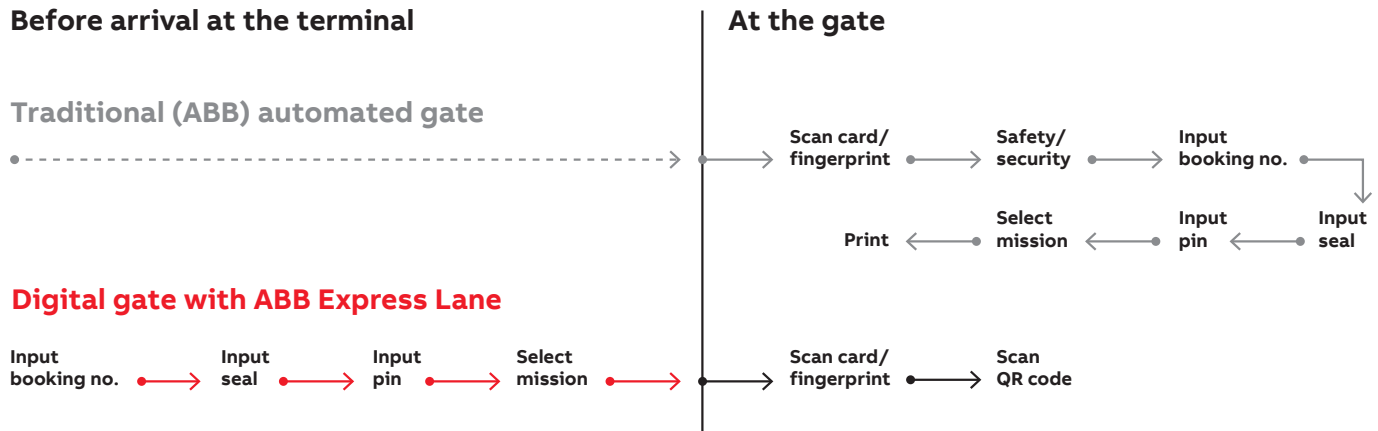 Before arrival at the terminal
At the gate
Traditional (ABB) automated gate
Scan card/
fingerprint
Safety/
security
Input
booking no.
Input
seal
Input
pin
Select
mission
Print
Digital gate with ABB Express Lane
Input
booking no.
Input
seal
Input
pin
Select
mission
Scan card/
fingerprint
Scan
QR code